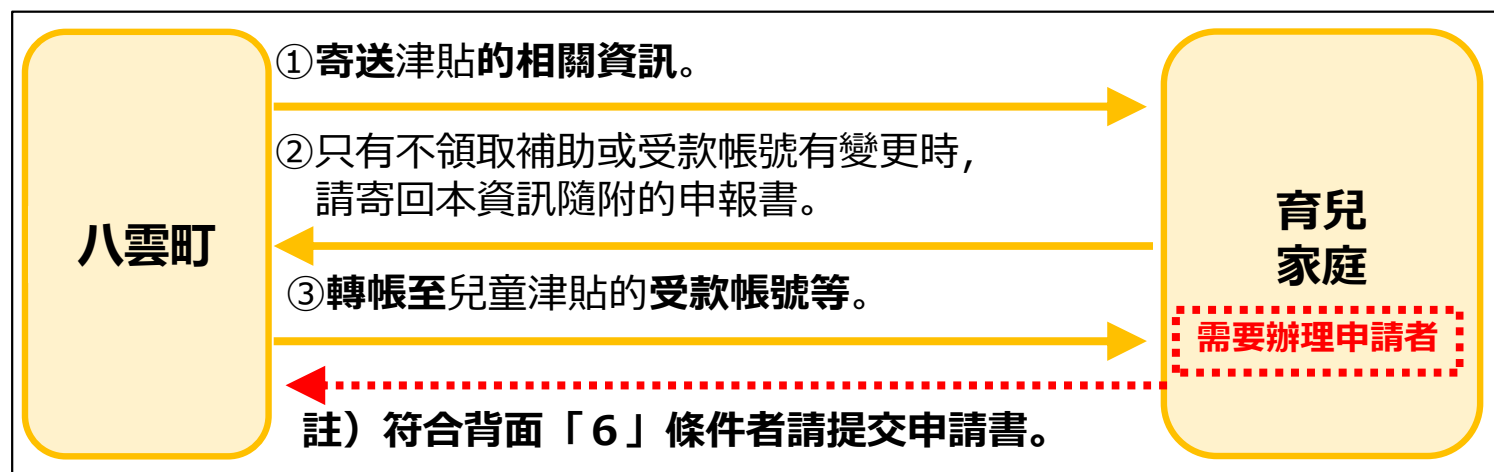 八雲町
①寄送津貼的相關資訊。
②只有不領取補助或受款帳號有變更時，
請寄回本資訊隨附的申報書。
③轉帳至兒童津貼的受款帳號等。
註）符合背面「６」條件者請提交申請書。
育兒
家庭
需要辦理申請者